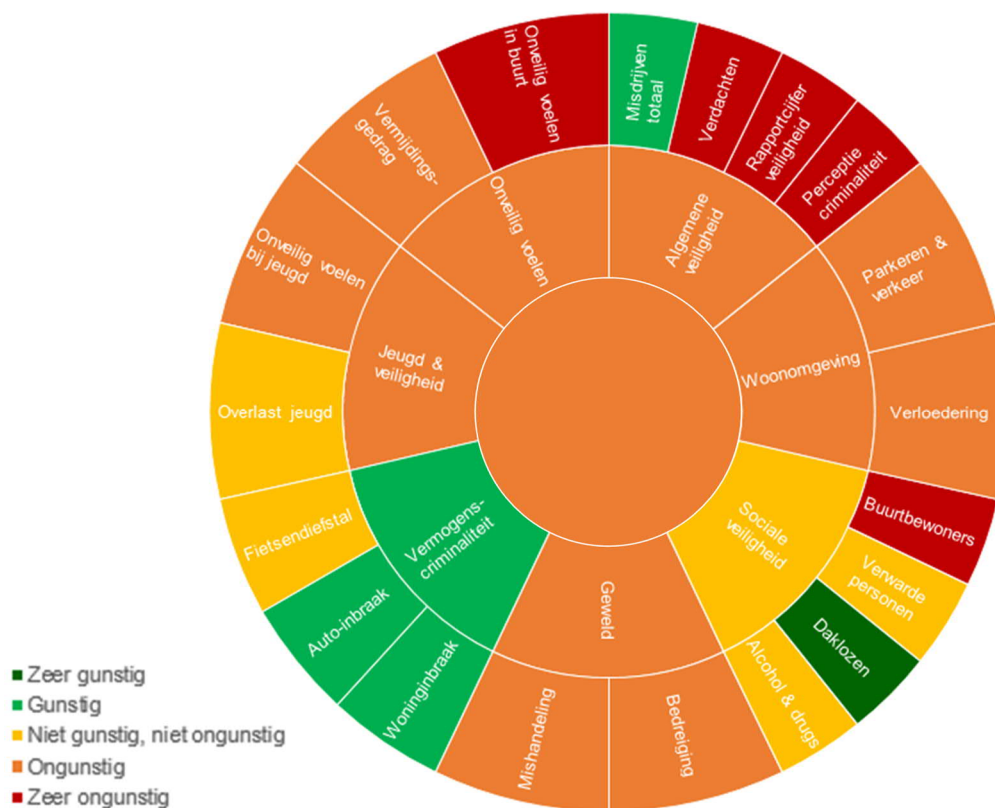 Onveilig voelen
in buurt
Misdrijven
totaal
Verdachten
Rapportcijfer
veiligheid
Perceptie
criminaliteit
Vermijdings-
gedrag
Onveilig voelen
Algemene
veiligheid
Parkeren &
verkeer
Onveilig voelen
bij jeugd
Jeugd &
veiligheid
Woonomgeving
Overlast jeugd
Verloedering
Fietsendiefstal
Vermogens-
criminaliteit
Sociale
veiligheid
Buurtbewoners
Verwarde
personen
Auto-inbraak
Geweld
Daklozen
Woninginbraak
Mishandeling
Bedreiging
Alcohol & drugs
Zeer gunstig
Gunstig
Niet gunstig, niet ongunstig
Ongunstig
Zeer ongunstig